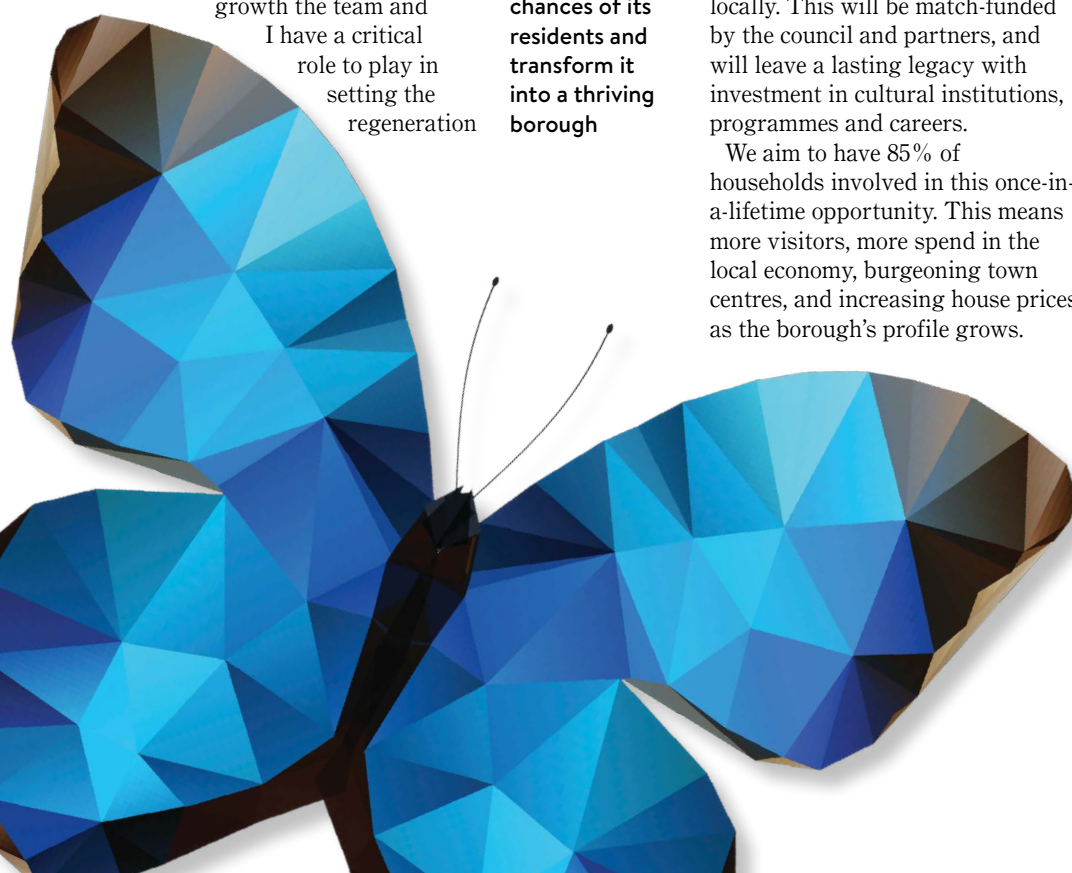 growth the team and
I have a critical
role to play in
setting the
regeneration
chances of its
residents and
transform it
into a thriving
borough
locally. This will be match-funded
by the council and partners, and
will leave a lasting legacy with
investment in cultural institutions,
programmes and careers.
We aim to have 85% of
households involved in this once-in-
a-lifetime opportunity. This means
more visitors, more spend in the
local economy, burgeoning town
centres, and increasing house prices
as the borough’s profile grows.